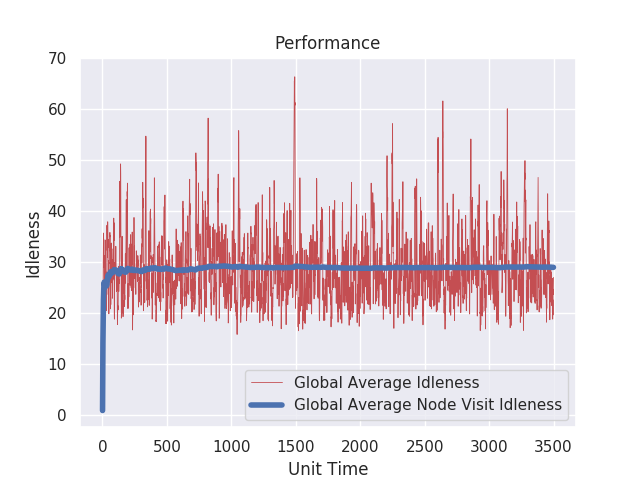 Performance
70
60
50
40
30
20
10
0
Idleness
Global Average Idleness
Global Average Node Visit Idleness
0 500 1000 1500 2000 2500 3000 3500
Unit Time